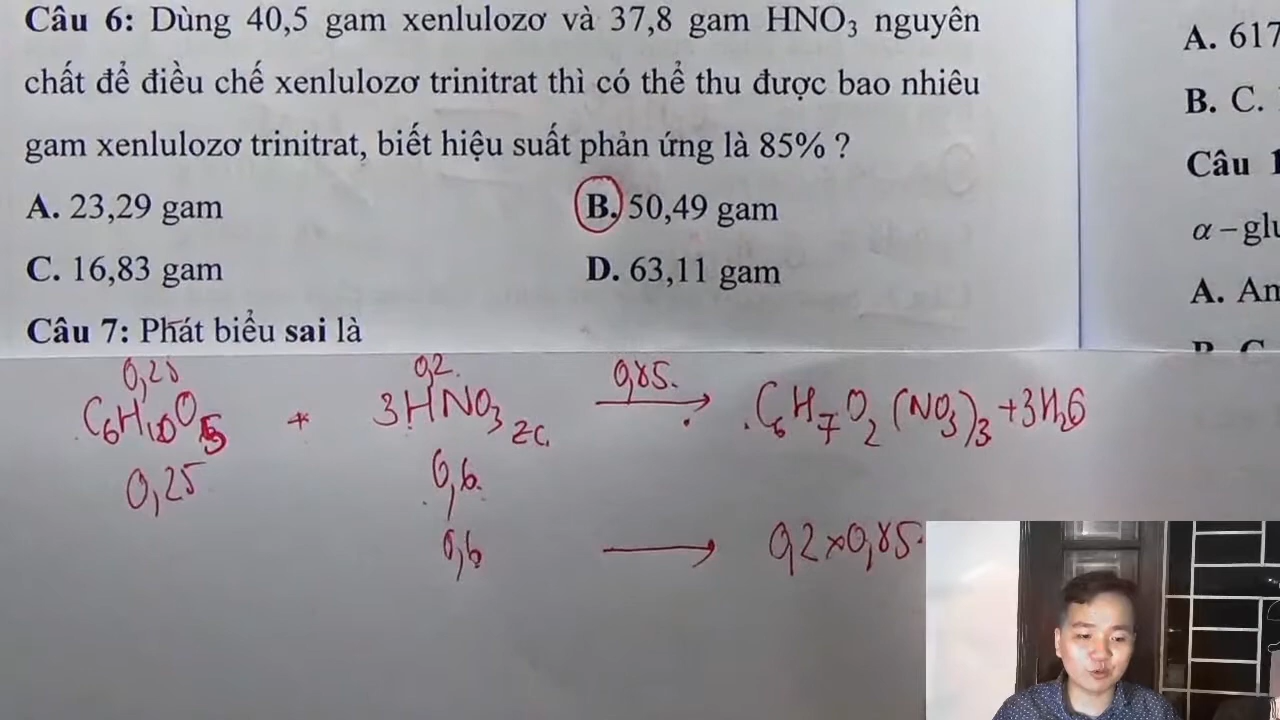 Câu 6: Dùng 40,5 gam xenlulozơ và 37,8 gam HNO₃ nguyên
chất để điều chế xenlulozơ trinitrat thì có thể thu được bao nhiêu
gam xenlulozơ trinitrat, biết hiệu suất phản ứng là 85% ?
A. 23,29 gam B. 50,49 gam
C. 16,83 gam D. 63,11 gam
Câu 7: Phát biểu sai là
A. 617
B. C.
Câu 1
α – glu
A. An
0,25 0,2. 0,85.
C₆H₁₀O₅ + 3HNO₃ → C₆H₇O₂(NO₃)₃ + 3H₂O
0,25 0,6.
0,6 → 0,2×0,85.